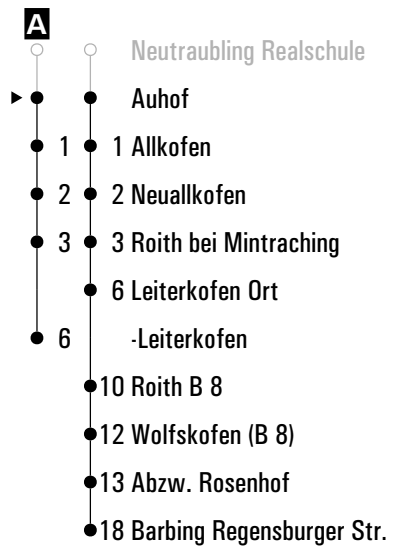 A
Neutraubling Realschule
Auhof
1 1 Allkofen
2 2 Neuallkofen
3 3 Roith bei Mintraching
6 Leiterkofen Ort
6 -Leiterkofen
10 Roith B 8
12 Wolfskofen (B 8)
13 Abzw. Rosenhof
18 Barbing Regensburger Str.